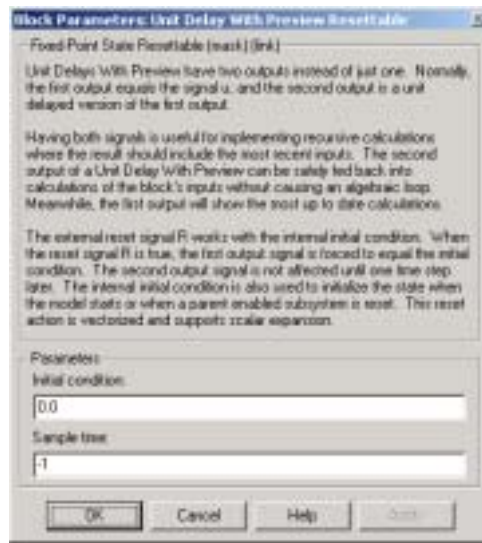 Block Parameters: Unit Delay With Preview Resettable
Fixed-Point State Resettable (mask) (link)
Unit Delays With Preview have two outputs instead of just one. Normally,
the first output equals the signal u, and the second output is a unit
delayed version of the first output.
Having both signals is useful for implementing recursive calculations
where the result should include the most recent inputs. The second
output of a Unit Delay With Preview can be safely fed back into
calculations of the block's inputs without causing an algebraic loop.
Meanwhile, the first output will show the most up to date calculations.
The external reset signal R works with the internal initial condition. When
the reset signal R is true, the first output signal is forced to equal the initial
condition. The second output signal is not affected until one time step
later. The internal initial condition is also used to initialize the state when
the model starts or when a parent enabled subsystem is reset. This reset
action is vectorized and supports scalar expansion.
Parameters
Initial condition:
0.0
Sample time:
-1
OK
Cancel
Help
Apply